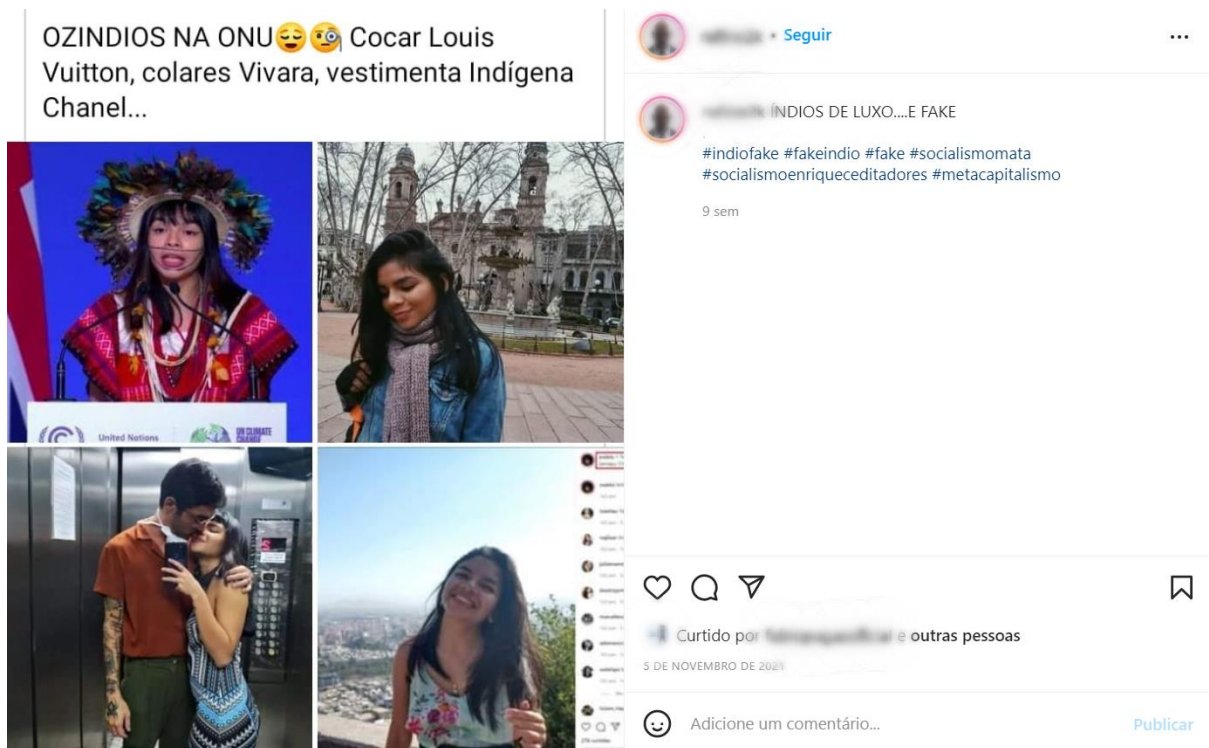 OZINDIOS NA ONU😌🧐 Cocar Louis
Vuitton, colares Vivara, vestimenta Indígena
Chanel...
United Nations
UN CLIMATE
CHANGE
• Seguir
ÍNDIOS DE LUXO....E FAKE
.
#indiofake #fakeindio #fake #socialismomata
#socialismoenriqueceditadores #metacapitalismo
9 sem
Curtido por e outras pessoas
5 DE NOVEMBRO DE 2021
Adicione um comentário...
Publicar